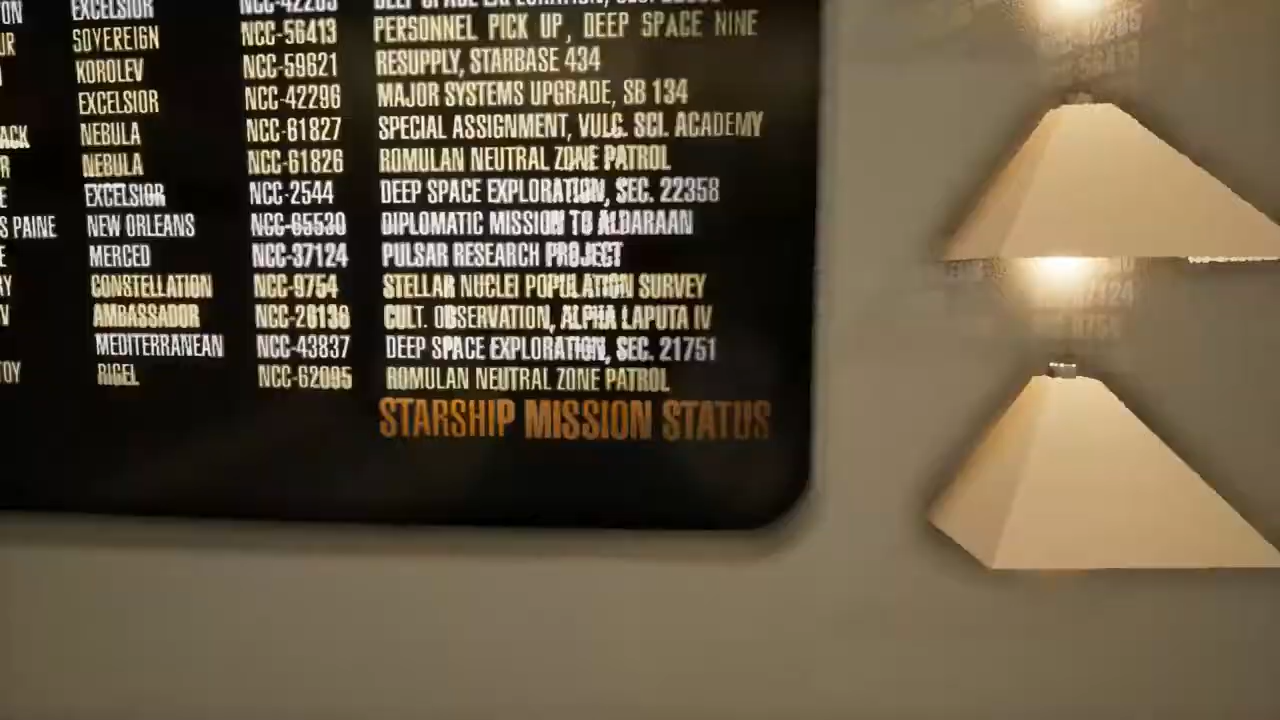 EXCELSIOR
SOVEREIGN NCC-56413 PERSONNEL PICK UP, DEEP SPACE NINE
KOROLEV NCC-59621 RESUPPLY, STARBASE 434
EXCELSIOR NCC-42296 MAJOR SYSTEMS UPGRADE, SB 134
ACK NEBULA NCC-61827 SPECIAL ASSIGNMENT, VULC. SCI. ACADEMY
R NEBULA NCC-61826 ROMULAN NEUTRAL ZONE PATROL
E EXCELSIOR NCC-2544 DEEP SPACE EXPLORATION, SEC. 22358
S PAINE NEW ORLEANS NCC-65530 DIPLOMATIC MISSION TO ALDARAAN
E MERCED NCC-37124 PULSAR RESEARCH PROJECT
RY CONSTELLATION NCC-9754 STELLAR NUCLEI POPULATION SURVEY
AMBASSADOR NCC-26136 CULT. OBSERVATION, ALPHA LAPUTA IV
MEDITERRANEAN NCC-43837 DEEP SPACE EXPLORATION, SEC. 21751
TOY RIGEL NCC-62095 ROMULAN NEUTRAL ZONE PATROL
STARSHIP MISSION STATUS